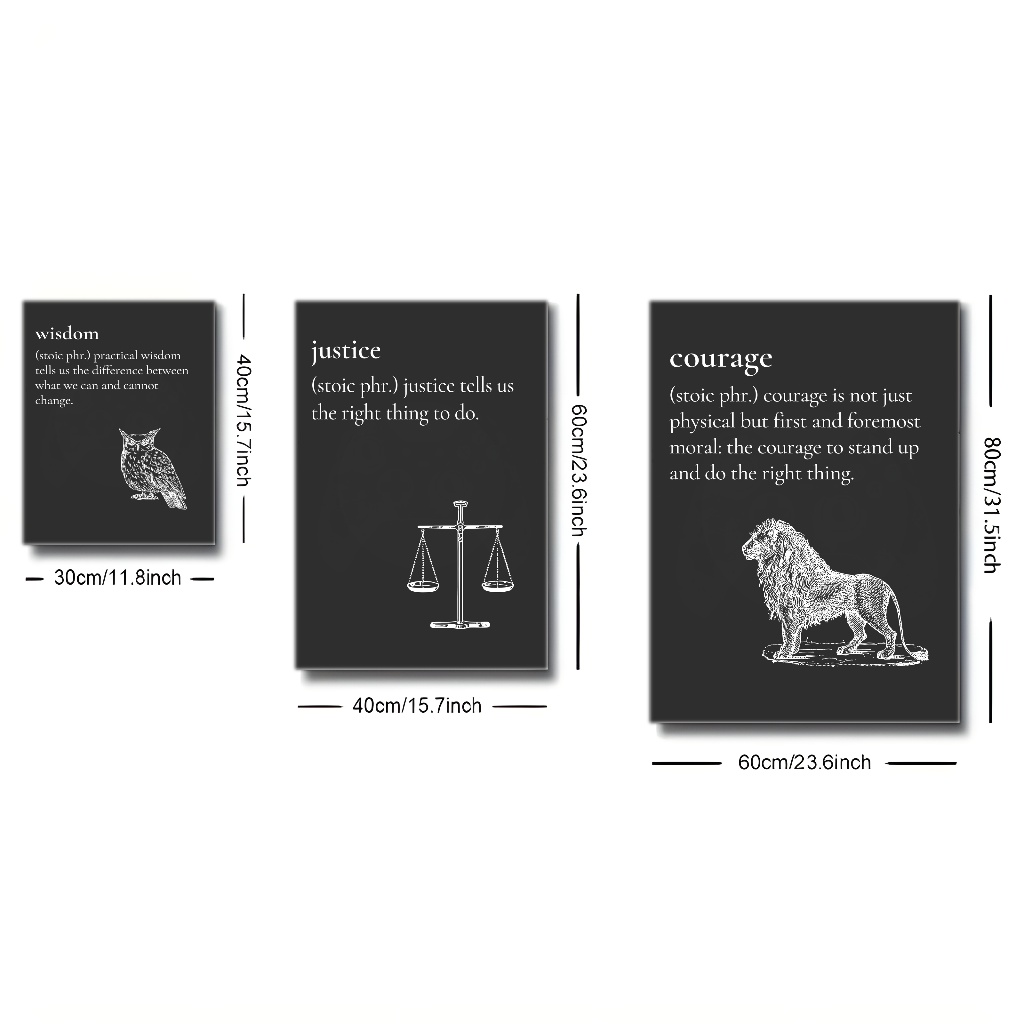 wisdom
(stoic phr.) practical wisdom
tells us the difference between
what we can and cannot
change.
40cm/15.7inch
30cm/11.8inch
justice
(stoic phr.) justice tells us
the right thing to do.
60cm/23.6inch
40cm/15.7inch
courage
(stoic phr.) courage is not just
physical but first and foremost
moral: the courage to stand up
and do the right thing.
80cm/31.5inch
60cm/23.6inch